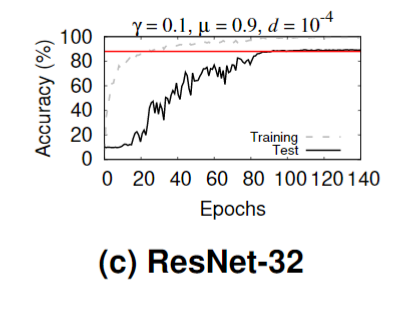 γ = 0.1, μ = 0.9, d = 10⁻⁴
100
80
60
40
20
0
Accuracy (%)
Training
Test
0 20 40 60 80 100 120 140
Epochs
(c) ResNet-32